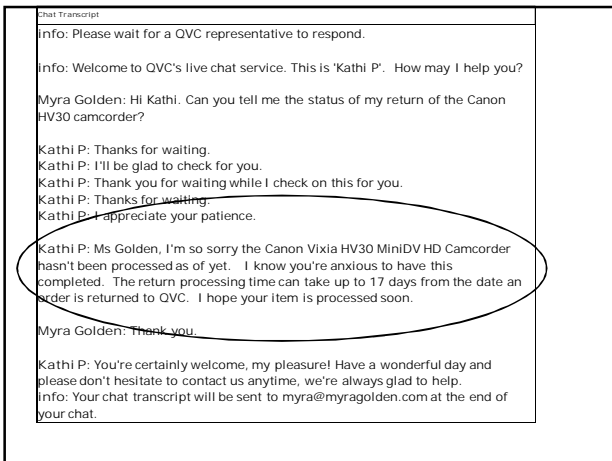 Chat Transcript
info: Please wait for a QVC representative to respond.
info: Welcome to QVC's live chat service. This is 'Kathi P'. How may I help you?
Myra Golden: Hi Kathi. Can you tell me the status of my return of the Canon
HV30 camcorder?
Kathi P: Thanks for waiting.
Kathi P: I'll be glad to check for you.
Kathi P: Thank you for waiting while I check on this for you.
Kathi P: Thanks for waiting.
Kathi P: I appreciate your patience.
Kathi P: Ms Golden, I'm so sorry the Canon Vixia HV30 MiniDV HD Camcorder
hasn't been processed as of yet. I know you're anxious to have this
completed. The return processing time can take up to 17 days from the date an
order is returned to QVC. I hope your item is processed soon.
Myra Golden: Thank you.
Kathi P: You're certainly welcome, my pleasure! Have a wonderful day and
please don't hesitate to contact us anytime, we're always glad to help.
info: Your chat transcript will be sent to myra@myragolden.com at the end of
your chat.